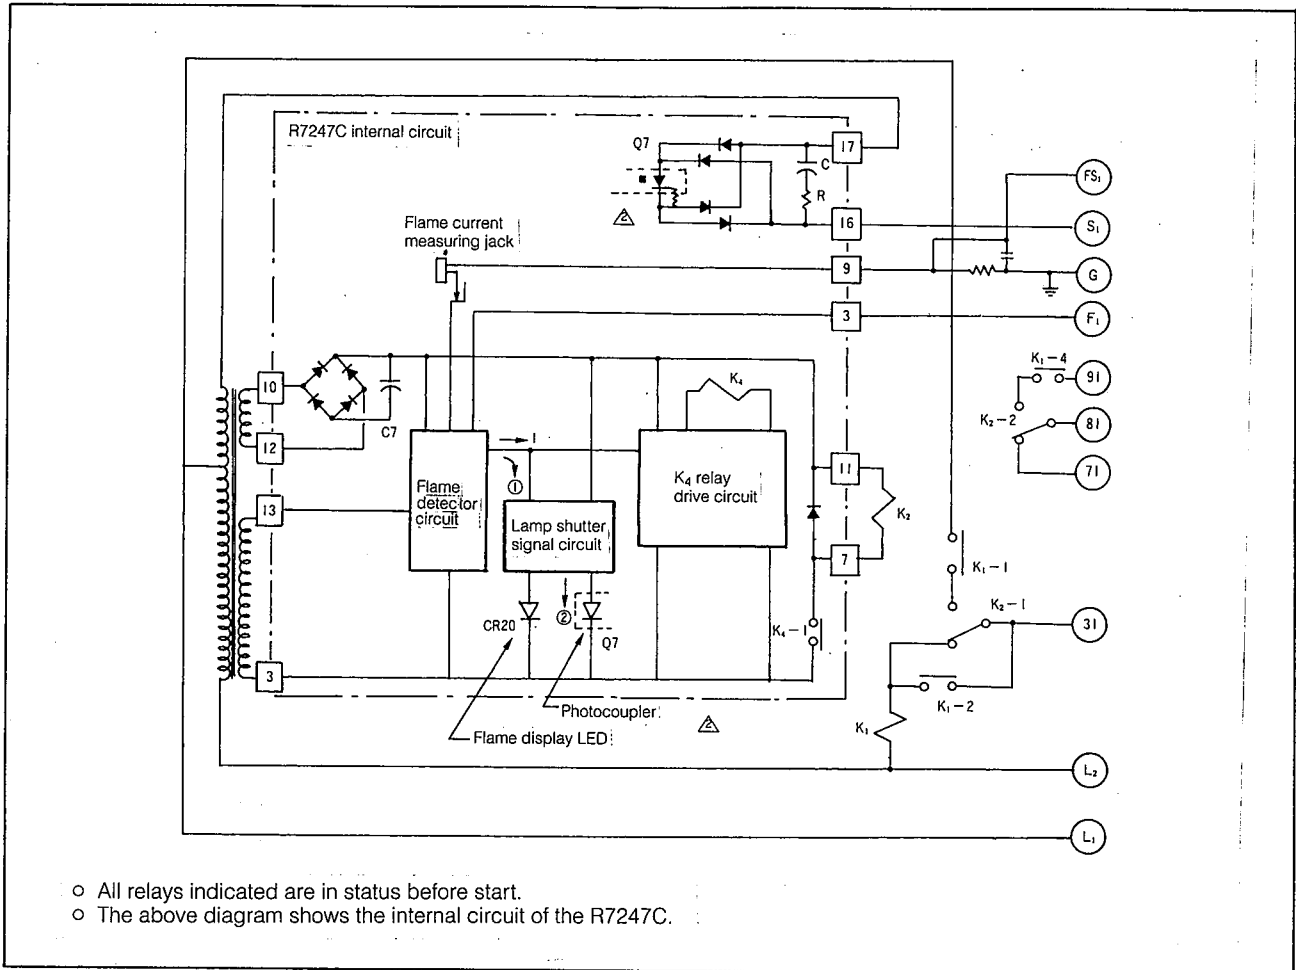 R7247C internal circuit
Q7
17
C
R
FS₁
16
S₁
Flame current
measuring jack
9
G
3
F₁
K₁-4
91
10
K₄
K₂-2
81
C7
12
I
11
71
Flame
detector
circuit
①
K₄ relay
drive circuit
13
K₂
Lamp shutter
signal circuit
7
K₁-1
②
K₂-1
CR20
Q7
K₄-1
31
3
Photocoupler
2
K₁-2
Flame display LED
K₁
2
L₂
L₁
○ All relays indicated are in status before start.
○ The above diagram shows the internal circuit of the R7247C.